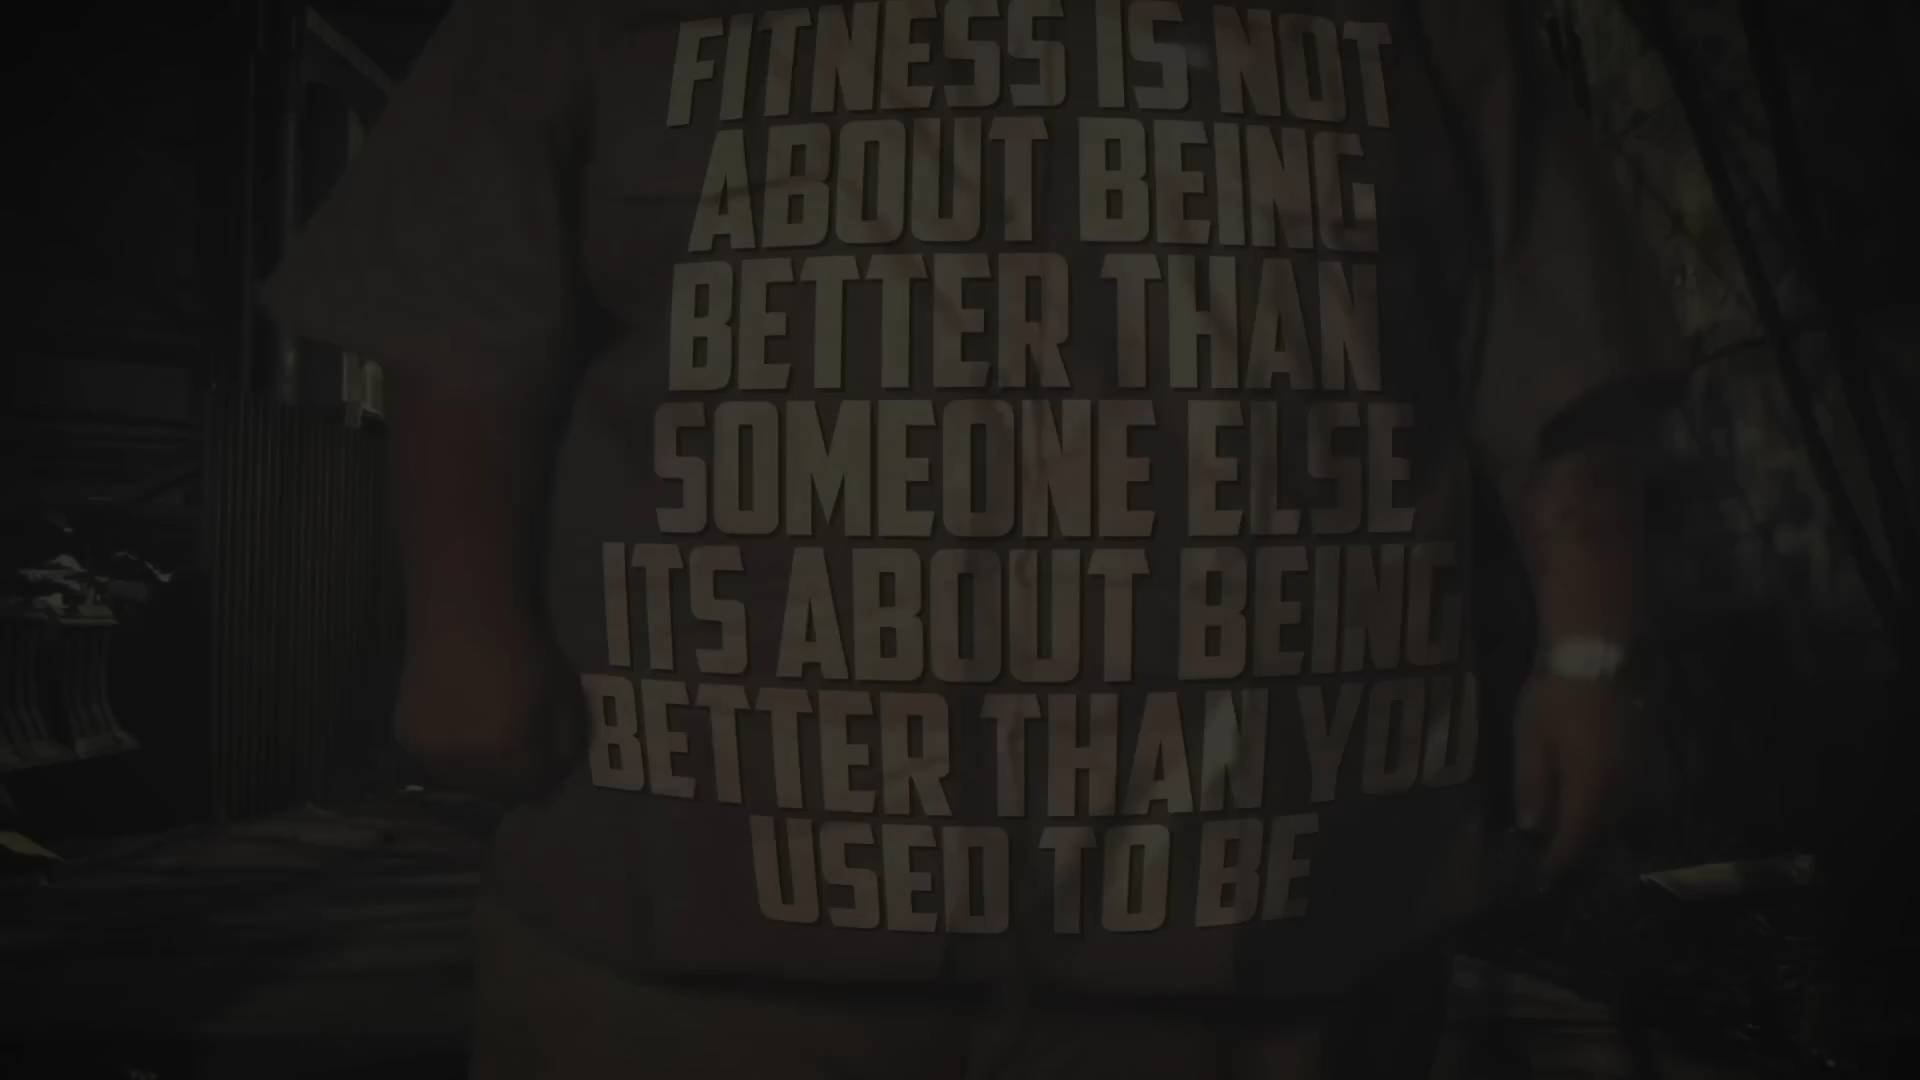 FITNESS IS NOT
ABOUT BEING
BETTER THAN
SOMEONE ELSE
ITS ABOUT BEING
BETTER THAN YOU
USED TO BE